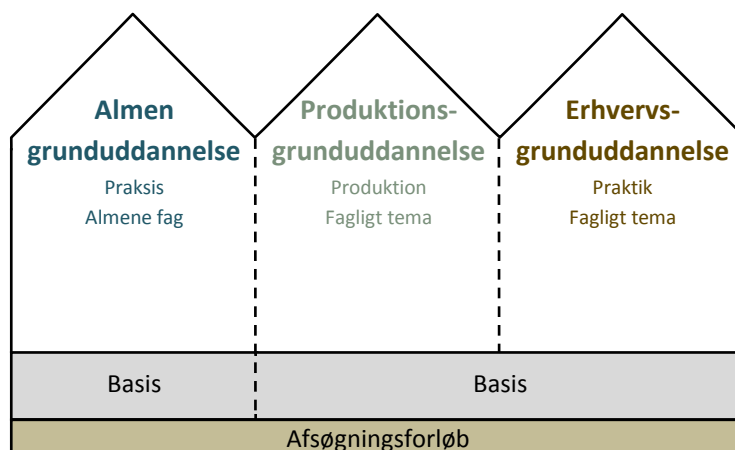 Almen
grunduddannelse
Praksis
Almene fag
Produktions-
grunduddannelse
Produktion
Fagligt tema
Erhvervs-
grunduddannelse
Praktik
Fagligt tema
Basis
Basis
Afsøgningsforløb